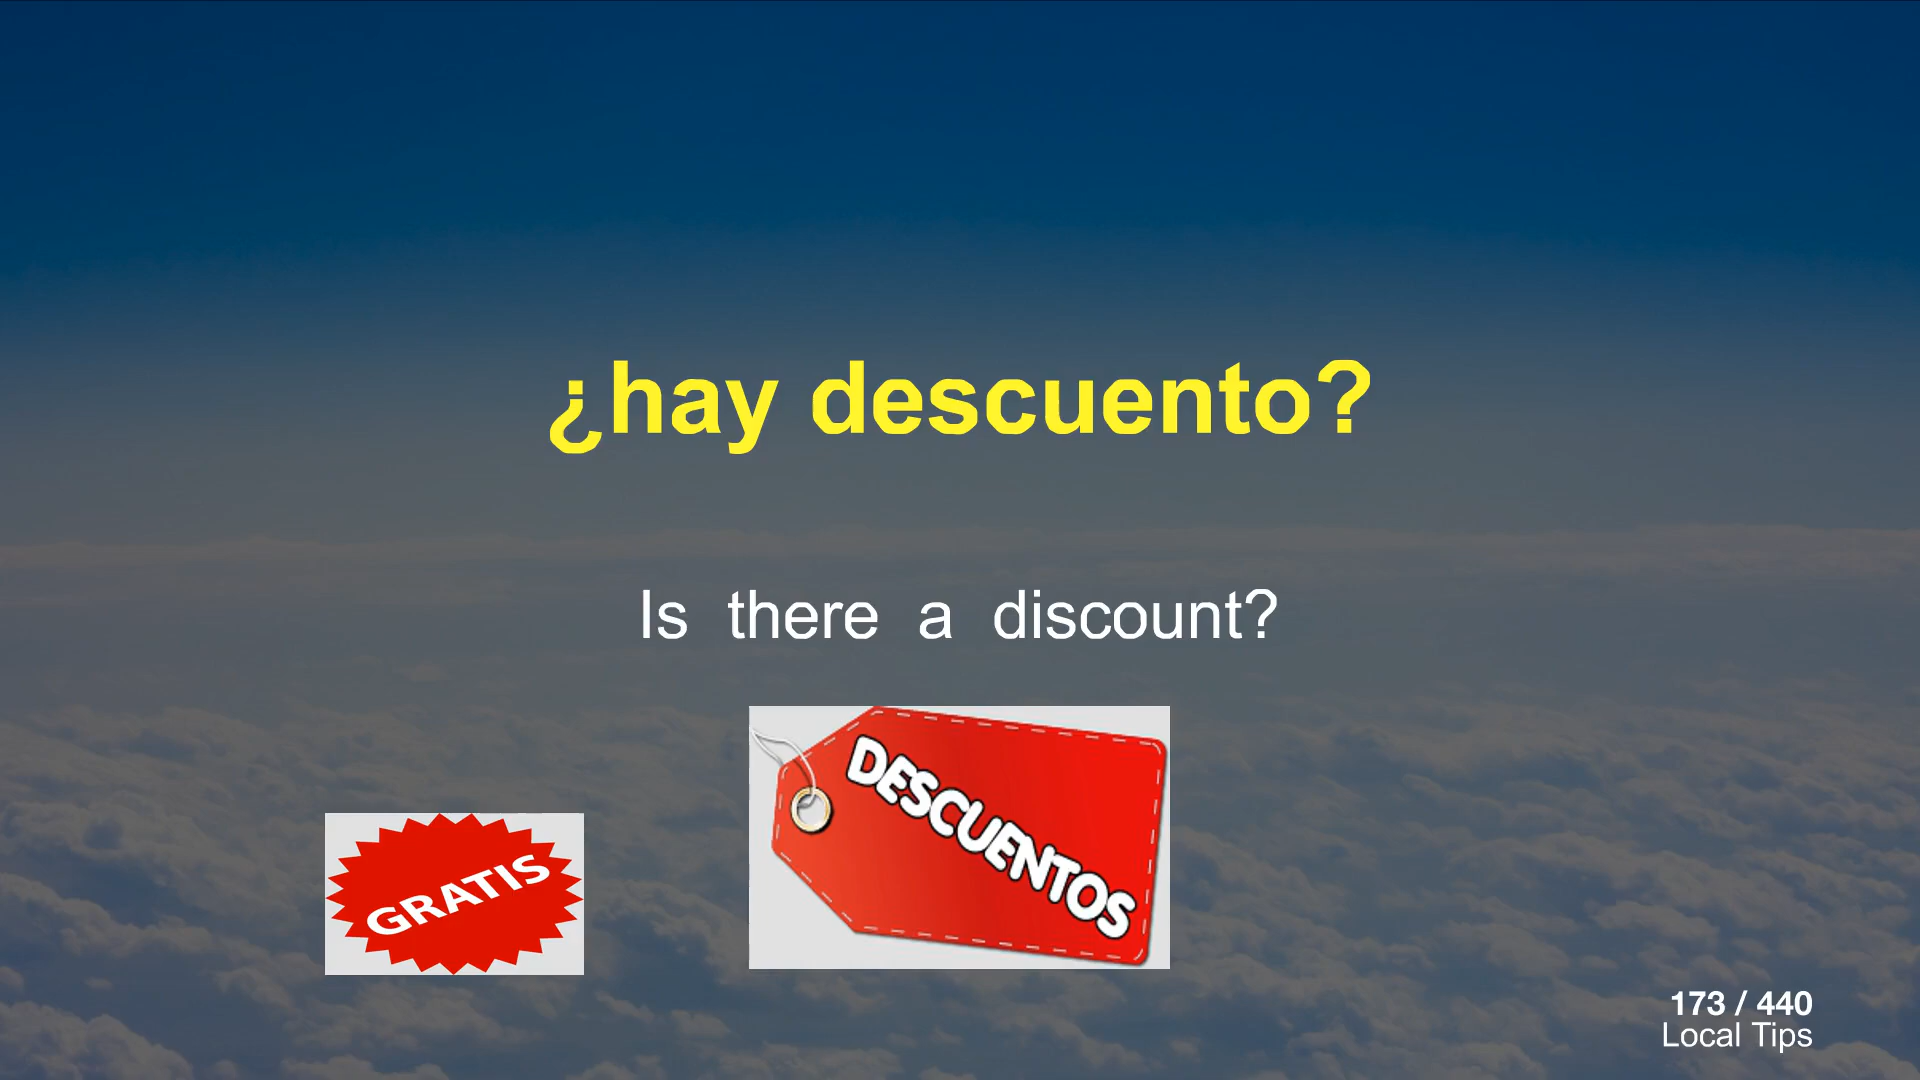 ¿hay descuento?
Is there a discount?
DESCUENTOS
GRATIS
173 / 440
Local Tips